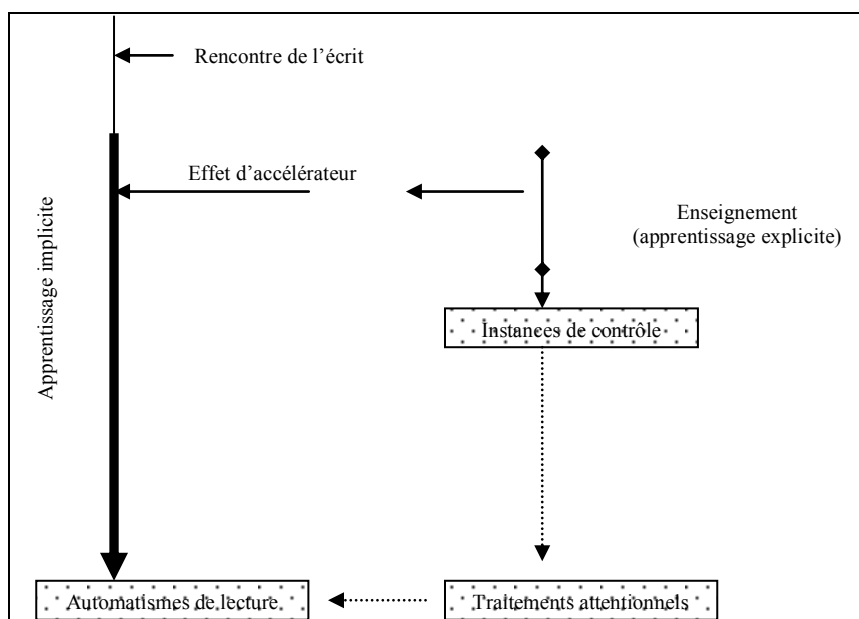 Rencontre de l’écrit
Effet d’accélérateur
Enseignement
(apprentissage explicite)
Apprentissage implicite
Instances de contrôle
Automatismes de lecture
Traitements attentionnels